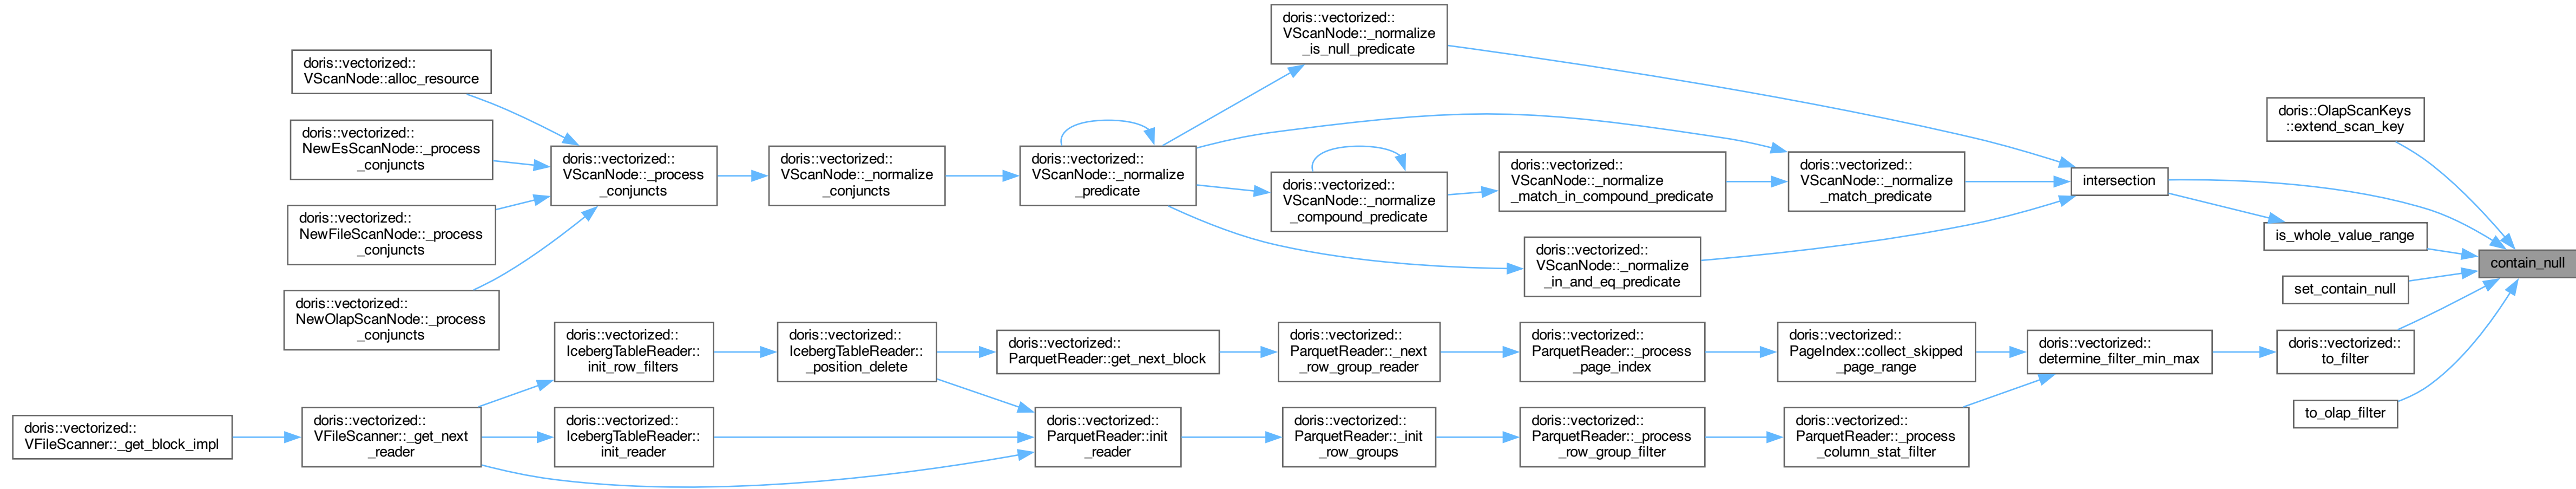 doris::vectorized::
VScanNode::_normalize
_is_null_predicate
doris::vectorized::
VScanNode::alloc_resource
doris::vectorized::
NewEsScanNode::_process
_conjuncts
doris::vectorized::
NewFileScanNode::_process
_conjuncts
doris::vectorized::
NewOlapScanNode::_process
_conjuncts
doris::vectorized::
VScanNode::_process
_conjuncts
doris::vectorized::
VScanNode::_normalize
_conjuncts
doris::vectorized::
VScanNode::_normalize
_predicate
doris::vectorized::
VScanNode::_normalize
_compound_predicate
doris::vectorized::
VScanNode::_normalize
_match_in_compound_predicate
doris::vectorized::
VScanNode::_normalize
_match_predicate
doris::vectorized::
VScanNode::_normalize
_in_and_eq_predicate
intersection
doris::OlapScanKeys
::extend_scan_key
is_whole_value_range
contain_null
set_contain_null
doris::vectorized::
to_filter
to_olap_filter
doris::vectorized::
determine_filter_min_max
doris::vectorized::
PageIndex::collect_skipped
_page_range
doris::vectorized::
ParquetReader::_process
_page_index
doris::vectorized::
ParquetReader::_next
_row_group_reader
doris::vectorized::
ParquetReader::get_next_block
doris::vectorized::
IcebergTableReader::
_position_delete
doris::vectorized::
IcebergTableReader::
init_row_filters
doris::vectorized::
VFileScanner::_get_block_impl
doris::vectorized::
VFileScanner::_get_next
_reader
doris::vectorized::
IcebergTableReader::
init_reader
doris::vectorized::
ParquetReader::init
_reader
doris::vectorized::
ParquetReader::_init
_row_groups
doris::vectorized::
ParquetReader::_process
_row_group_filter
doris::vectorized::
ParquetReader::_process
_column_stat_filter